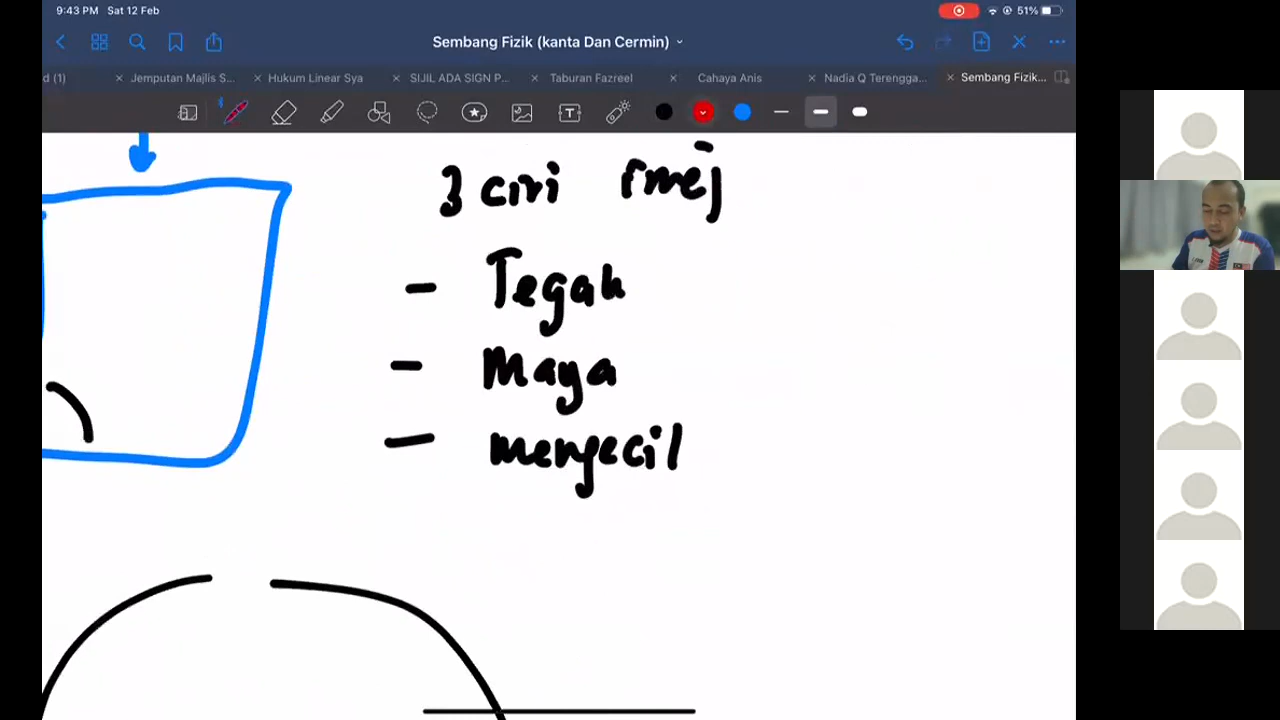 9:43 PM Sat 12 Feb
51%
Sembang Fizik (kanta Dan Cermin)
d (1)
Jemputan Majlis S...
Hukum Linear Sya
SIJIL ADA SIGN P...
Taburan Fazreel
Cahaya Anis
Nadia Q Terengga...
Sembang Fizik...
3 ciri imej
- Tegak
- Maya
- mengecil